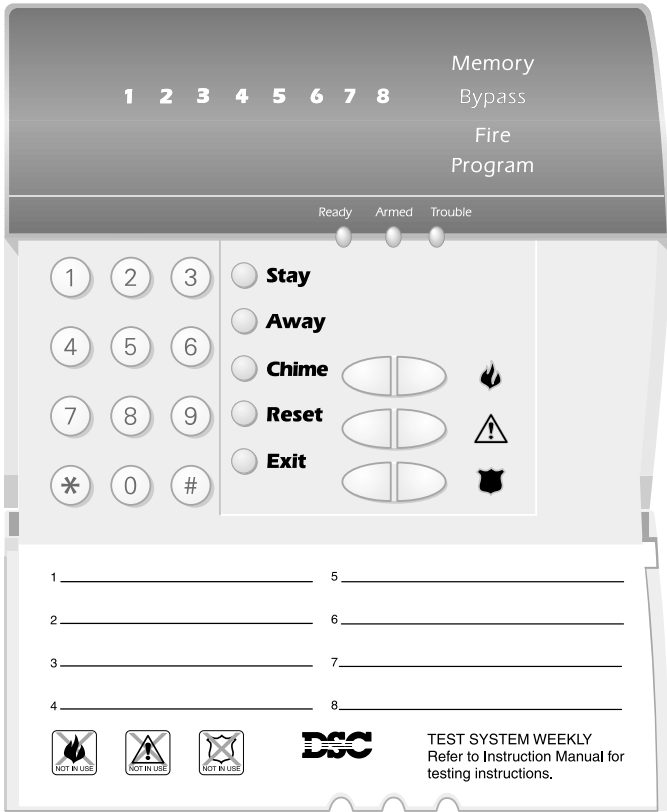 Memory
1 2 3 4 5 6 7 8 Bypass
Fire
Program
Ready Armed Trouble
1 2 3 Stay
Away
4 5 6 Chime
7 8 9 Reset
* 0 # Exit
1 5
2 6
3 7
4 8
NOT IN USE NOT IN USE NOT IN USE
DSC
TEST SYSTEM WEEKLY
Refer to Instruction Manual for
testing instructions.